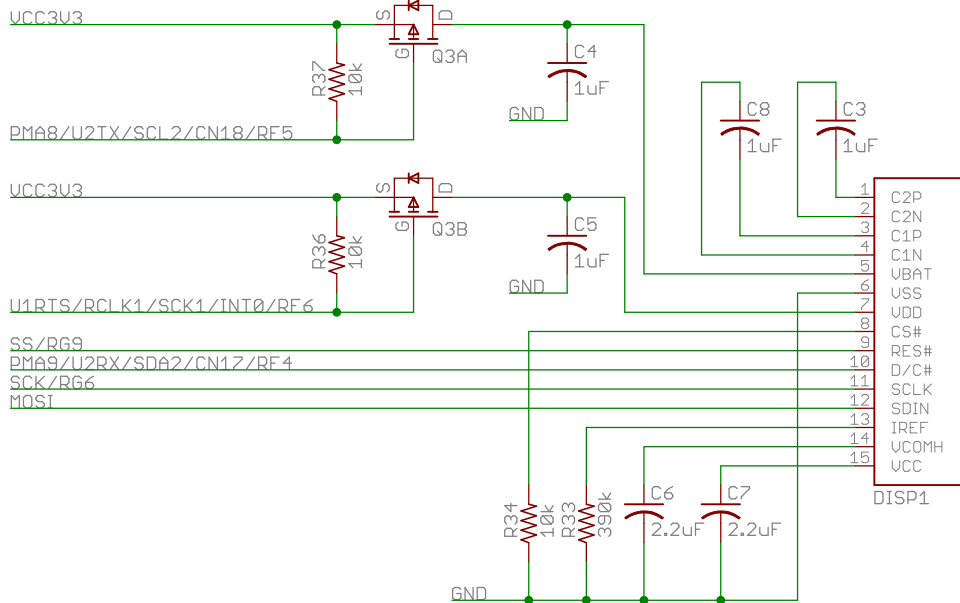 VCC3V3
S
D
G
Q3A
R37
10k
C4
1uF
GND
PMA8/U2TX/SCL2/CN18/RF5
C8
1uF
C3
1uF
VCC3V3
S
D
G
Q3B
R36
10k
C5
1uF
GND
U1RTS/RCLK1/SCK1/INT0/RF6
SS/RG9
PMA9/U2RX/SDA2/CN17/RF4
SCK/RG6
MOSI
1 C2P
2 C2N
3 C1P
4 C1N
5 VBAT
6 VSS
7 VDD
8 CS#
9 RES#
10 D/C#
11 SCLK
12 SDIN
13 IREF
14 VCOMH
15 VCC
DISP1
R34
10k
R33
390k
C6
2.2uF
C7
2.2uF
GND